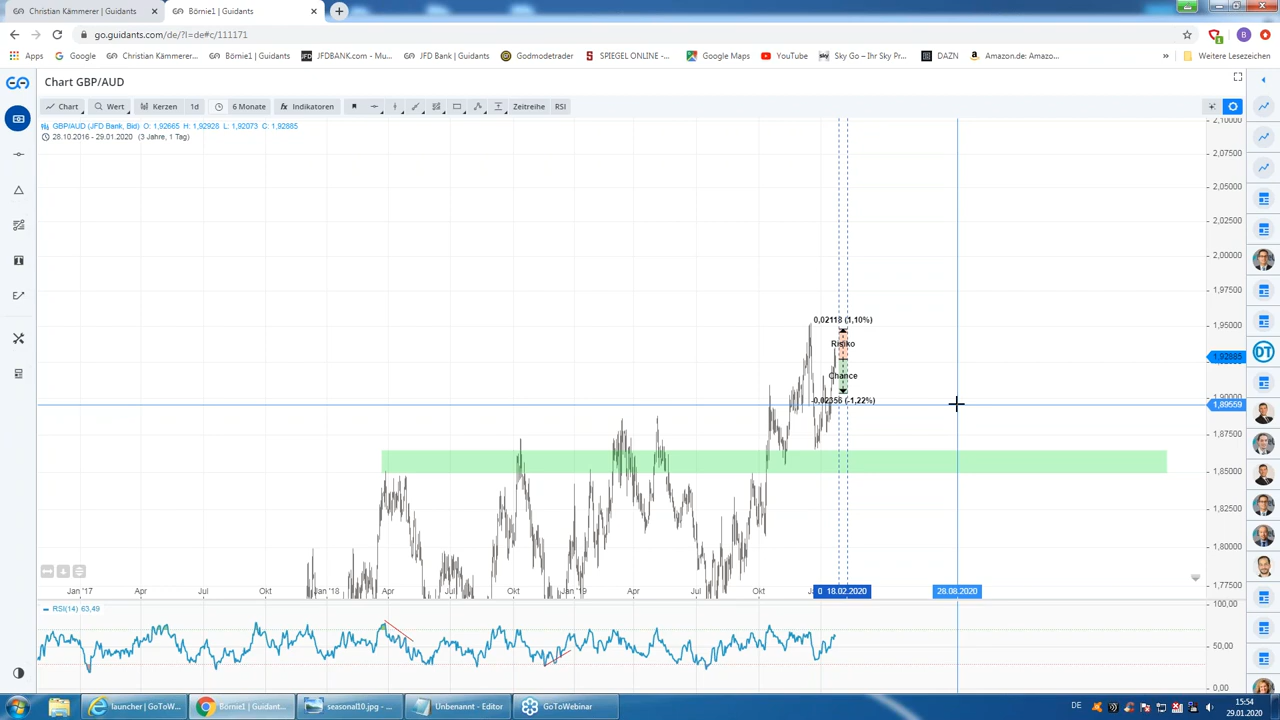 Christian Kämmerer | Guidants
Börnie1 | Guidants
go.guidants.com/de/?l=de#c/111171
Apps
Google
Christian Kämmerer...
Börnie1 | Guidants
JFDBANK.com - Mu...
JFD Bank | Guidants
Godmodetrader
SPIEGEL ONLINE -...
Google Maps
YouTube
Sky Go – Ihr Sky Pr...
DAZN
Amazon.de: Amazo...
Weitere Lesezeichen
Chart GBP/AUD
Chart
Wert
Kerzen
1d
6 Monate
Indikatoren
Zeitreihe
RSI
GBP/AUD (JFD Bank, Bid) O: 1,92665 H: 1,92928 L: 1,92073 C: 1,92885
28.10.2016 - 29.01.2020 (3 Jahre, 1 Tag)
2,10000
2,07500
2,05000
2,02500
2,00000
1,97500
1,95000
1,92885
1,90000
1,89559
1,87500
1,85000
1,82500
1,80000
1,77500
0,02118 (1,10%)
Risiko
Chance
-0,02356 (-1,22%)
Jan '17
Apr
Jul
Okt
Jan '18
Apr
Jul
Okt
Jan '19
Apr
Jul
Okt
18.02.2020
28.08.2020
RSI(14) 63,49
100,00
50,00
0,00
launcher | GoToW...
Börnie1 | Guidant...
seasonal10.jpg - ...
Unbenannt - Editor
GoToWebinar
DE
15:54
29.01.2020